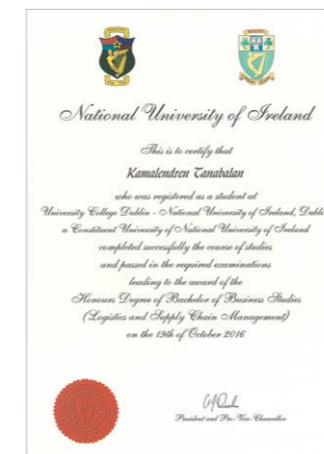 National University of Ireland
This is to certify that
Kamalendren Tanabalan
who was registered as a student at
University College Dublin – National University of Ireland, Dubli
a Constituent University of National University of Ireland
completed successfully the course of studies
and passed in the required examinations
leading to the award of the
Honours Degree of Bachelor of Business Studies
(Logistics and Supply Chain Management)
on the 19th of October 2016
President and Pro-Vice-Chancellor